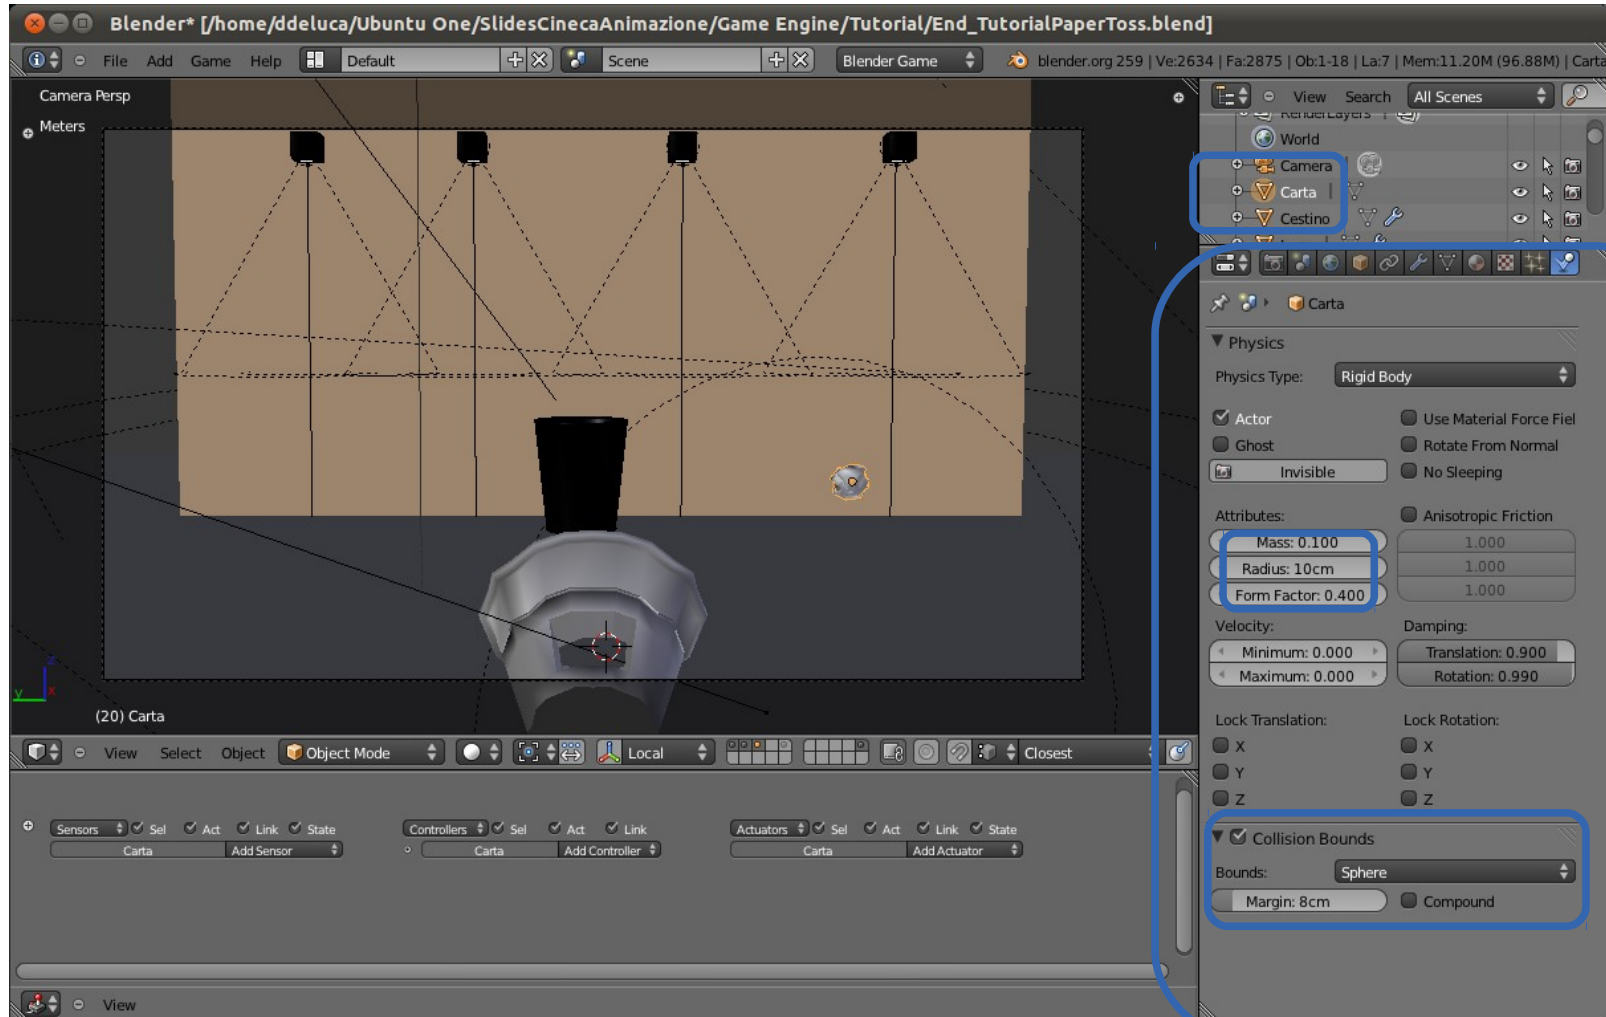 Blender* [/home/ddeluca/Ubuntu One/SlidesCinecaAnimazione/Game Engine/Tutorial/End_TutorialPaperToss.blend]
File Add Game Help Default Scene Blender Game blender.org 259 | Ve:2634 | Fa:2875 | Ob:1-18 | La:7 | Mem:11.20M (96.88M) | Carta
Camera Persp
Meters
(20) Carta
z
y x
View Select Object Object Mode Local Closest
Sensors Sel Act Link State Controllers Sel Act Link Actuators Sel Act Link State
Carta Add Sensor Carta Add Controller Carta Add Actuator
View
View Search All Scenes
RenderLayers
World
Camera
Carta
Cestino
Carta
Physics
Physics Type: Rigid Body
Actor Use Material Force Fiel
Ghost Rotate From Normal
Invisible No Sleeping
Attributes: Anisotropic Friction
Mass: 0.100 1.000
Radius: 10cm 1.000
Form Factor: 0.400 1.000
Velocity: Damping:
Minimum: 0.000 Translation: 0.900
Maximum: 0.000 Rotation: 0.990
Lock Translation: Lock Rotation:
X X
Y Y
Z Z
Collision Bounds
Bounds: Sphere
Margin: 8cm Compound